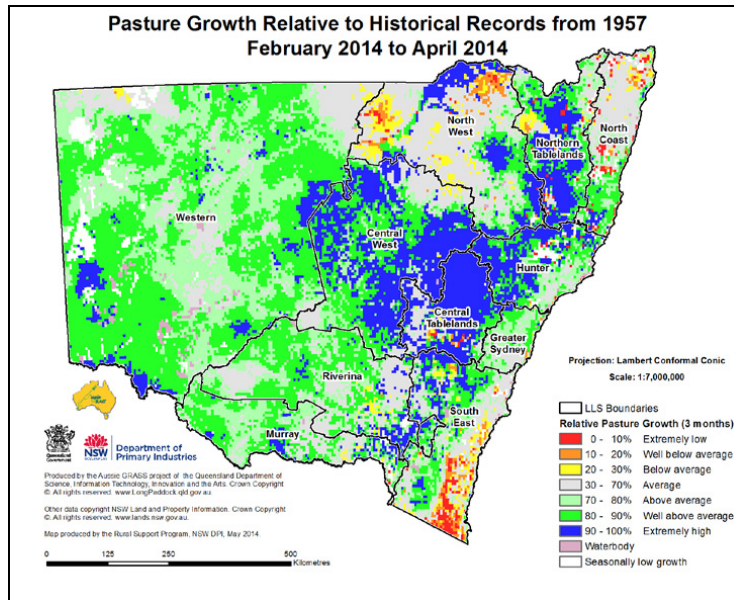 Pasture Growth Relative to Historical Records from 1957
February 2014 to April 2014
North
West
Northern
Tablelands
North
Coast
Western
Central
West
Hunter
Central
Tablelands
Greater
Sydney
Riverina
South
East
Murray
Projection: Lambert Conformal Conic
Scale: 1:7,000,000
LLS Boundaries
Relative Pasture Growth (3 months)
0 - 10% Extremely low
10 - 20% Well below average
20 - 30% Below average
30 - 70% Average
70 - 80% Above average
80 - 90% Well above average
90 - 100% Extremely high
Waterbody
Seasonally low growth
Queensland
Government
NSW
GOVERNMENT
Department of
Primary Industries
Produced by the Aussie GRASS project of the Queensland Department of
Science, Information Technology, Innovation and the Arts. Crown Copyright
©. All rights reserved. www.LongPaddock.qld.gov.au.
Other data copyright NSW Land and Property Information. Crown Copyright
©. All rights reserved. www.lands.nsw.gov.au.
Map produced by the Rural Support Program, NSW DPI, May 2014.
0
250
500
Kilometres